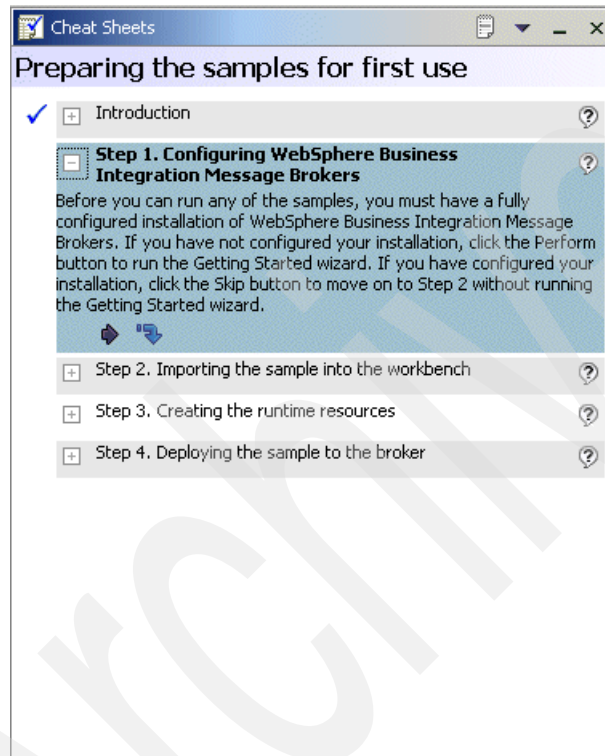 Cheat Sheets
Preparing the samples for first use
Introduction
Step 1. Configuring WebSphere Business
Integration Message Brokers
Before you can run any of the samples, you must have a fully
configured installation of WebSphere Business Integration Message
Brokers. If you have not configured your installation, click the Perform
button to run the Getting Started wizard. If you have configured your
installation, click the Skip button to move on to Step 2 without running
the Getting Started wizard.
Step 2. Importing the sample into the workbench
Step 3. Creating the runtime resources
Step 4. Deploying the sample to the broker